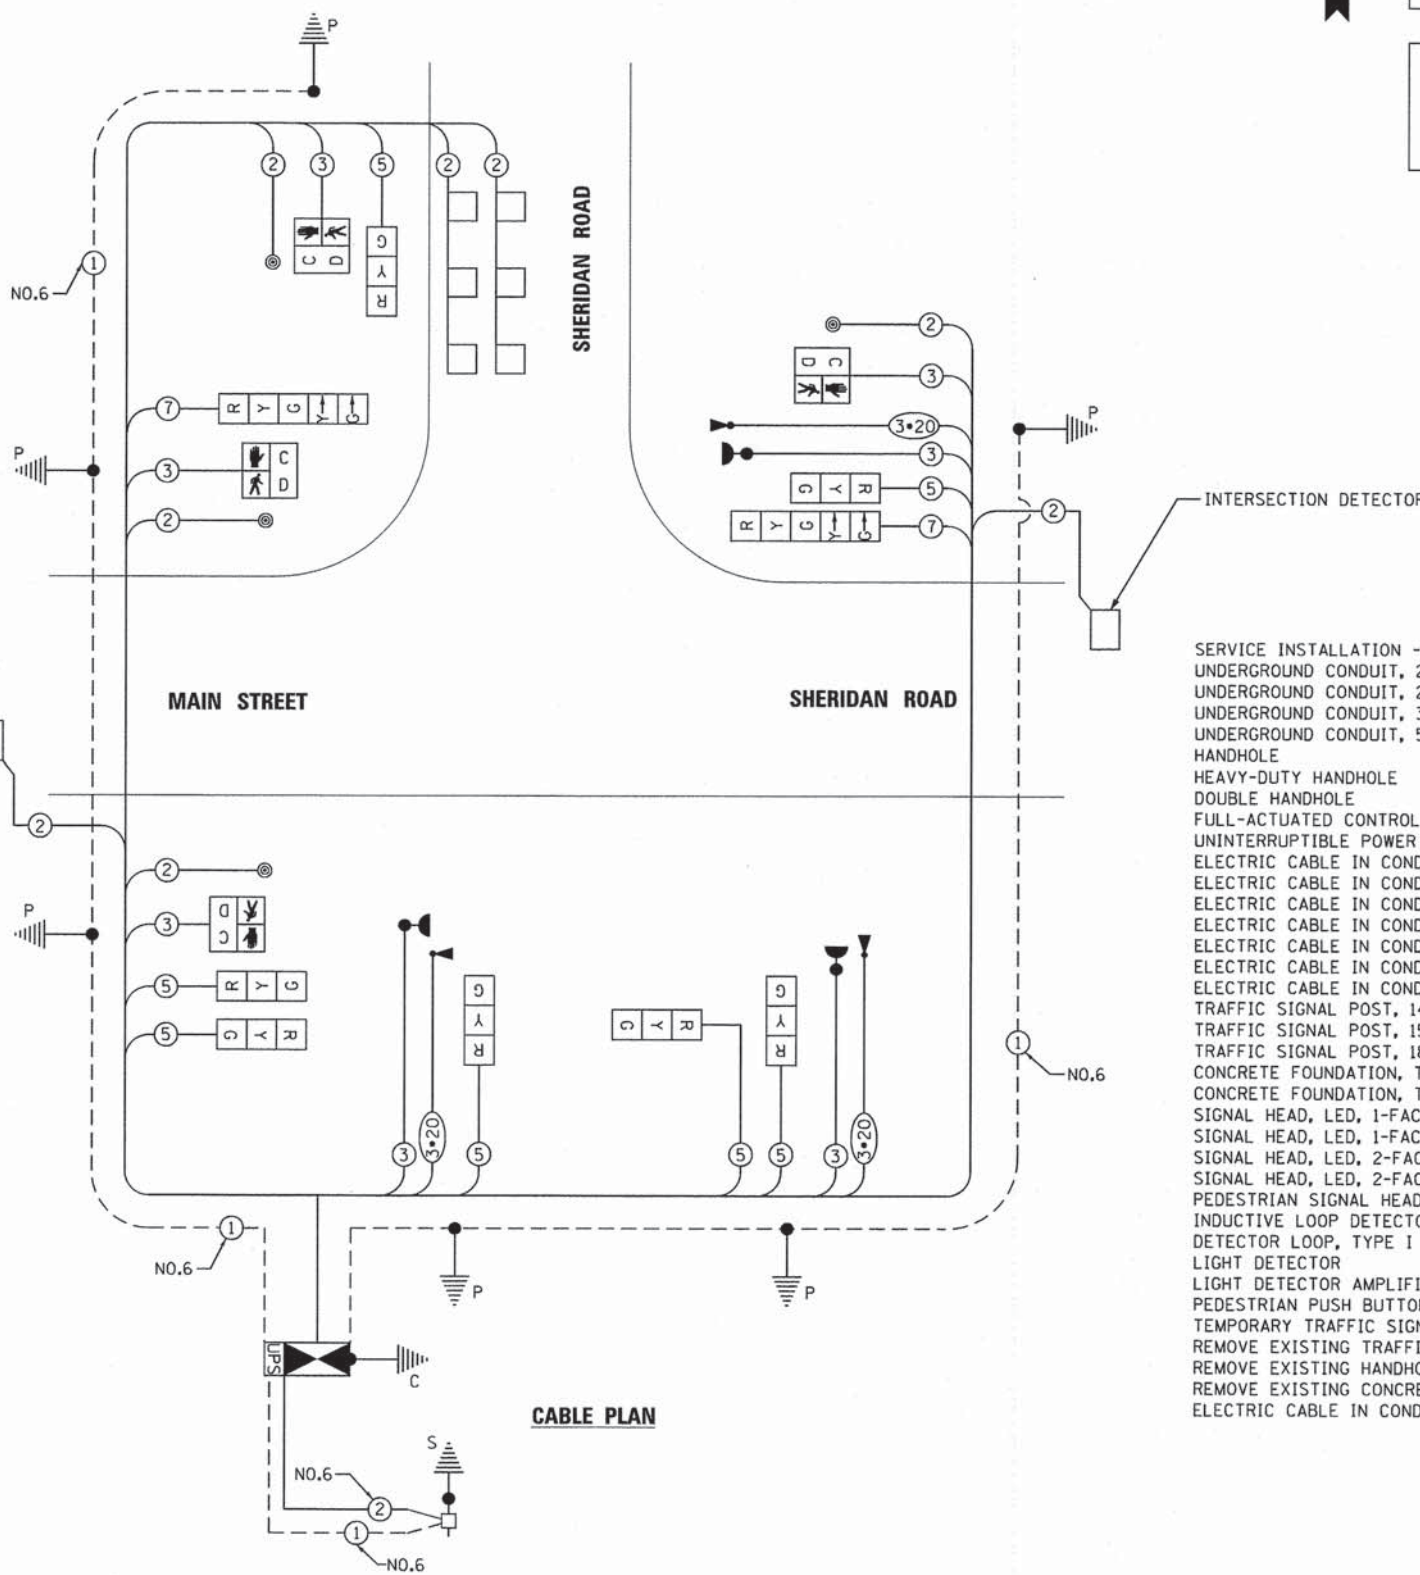 P
2
3
5
2
2
SHERIDAN ROAD
C D
G Y R
1
NO.6
2
C D
3
3•20
3
R Y G
5
R Y G Y G
7
P
7
R Y G Y G
P
3
C
D
2
2
INTERSECTION DETECTOR
MAIN STREET
SHERIDAN ROAD
2
2
P
3
C D
5
R Y G
5
R Y G
G Y R
R Y G
G Y R
3
3•20
5
5
5
3
3•20
1
NO.6
1
NO.6
P
P
UPS
C
CABLE PLAN
S
NO.6
2
1
NO.6
SERVICE INSTALLATION -
UNDERGROUND CONDUIT, 2
UNDERGROUND CONDUIT, 2
UNDERGROUND CONDUIT, 3
UNDERGROUND CONDUIT, 5
HANDHOLE
HEAVY-DUTY HANDHOLE
DOUBLE HANDHOLE
FULL-ACTUATED CONTROL
UNINTERRUPTIBLE POWER
ELECTRIC CABLE IN COND
ELECTRIC CABLE IN COND
ELECTRIC CABLE IN COND
ELECTRIC CABLE IN COND
ELECTRIC CABLE IN COND
ELECTRIC CABLE IN COND
ELECTRIC CABLE IN COND
TRAFFIC SIGNAL POST, 14
TRAFFIC SIGNAL POST, 15
TRAFFIC SIGNAL POST, 18
CONCRETE FOUNDATION, T
CONCRETE FOUNDATION, T
SIGNAL HEAD, LED, 1-FAC
SIGNAL HEAD, LED, 1-FAC
SIGNAL HEAD, LED, 2-FAC
SIGNAL HEAD, LED, 2-FAC
PEDESTRIAN SIGNAL HEAD
INDUCTIVE LOOP DETECTO
DETECTOR LOOP, TYPE I
LIGHT DETECTOR
LIGHT DETECTOR AMPLIFI
PEDESTRIAN PUSH BUTTO
TEMPORARY TRAFFIC SIGN
REMOVE EXISTING TRAFFI
REMOVE EXISTING HANDHO
REMOVE EXISTING CONCRE
ELECTRIC CABLE IN COND